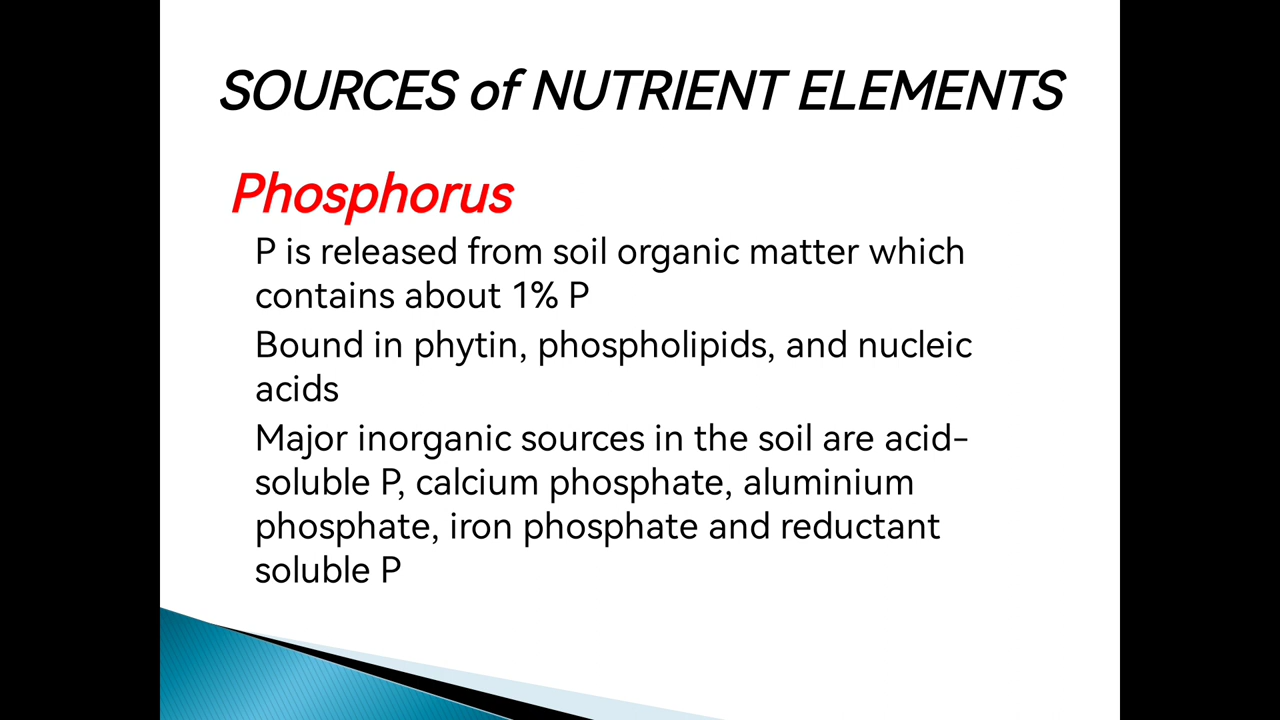 SOURCES of NUTRIENT ELEMENTS
Phosphorus
P is released from soil organic matter which
contains about 1% P
Bound in phytin, phospholipids, and nucleic
acids
Major inorganic sources in the soil are acid-
soluble P, calcium phosphate, aluminium
phosphate, iron phosphate and reductant
soluble P